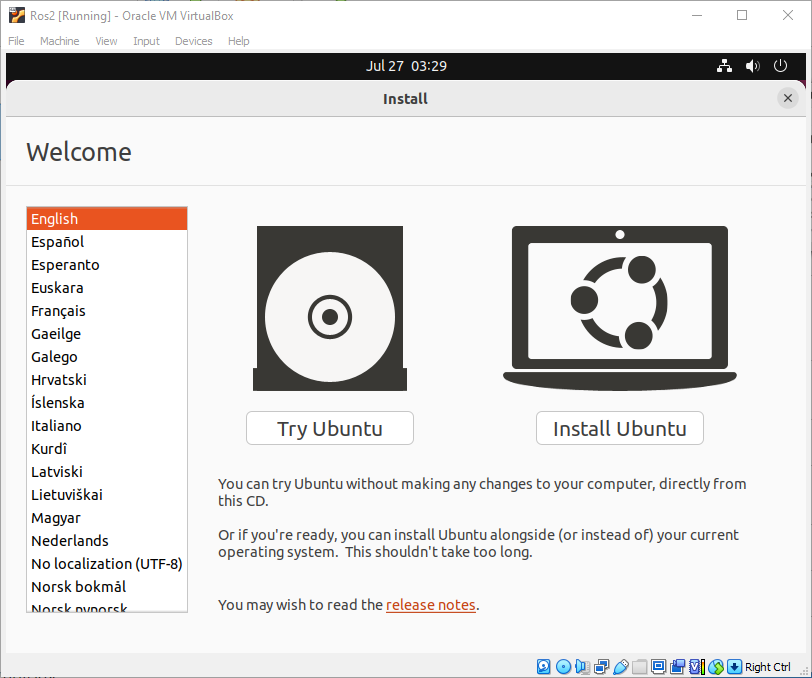 Ros2 [Running] - Oracle VM VirtualBox
File Machine View Input Devices Help
Jul 27 03:29
Install
Welcome
English
Español
Esperanto
Euskara
Français
Gaeilge
Galego
Hrvatski
Íslenska
Italiano
Kurdî
Latviski
Lietuviškai
Magyar
Nederlands
No localization (UTF-8)
Norsk bokmål
Norsk nynorsk
Try Ubuntu
Install Ubuntu
You can try Ubuntu without making any changes to your computer, directly from
this CD.
Or if you're ready, you can install Ubuntu alongside (or instead of) your current
operating system. This shouldn't take too long.
You may wish to read the release notes.
Right Ctrl